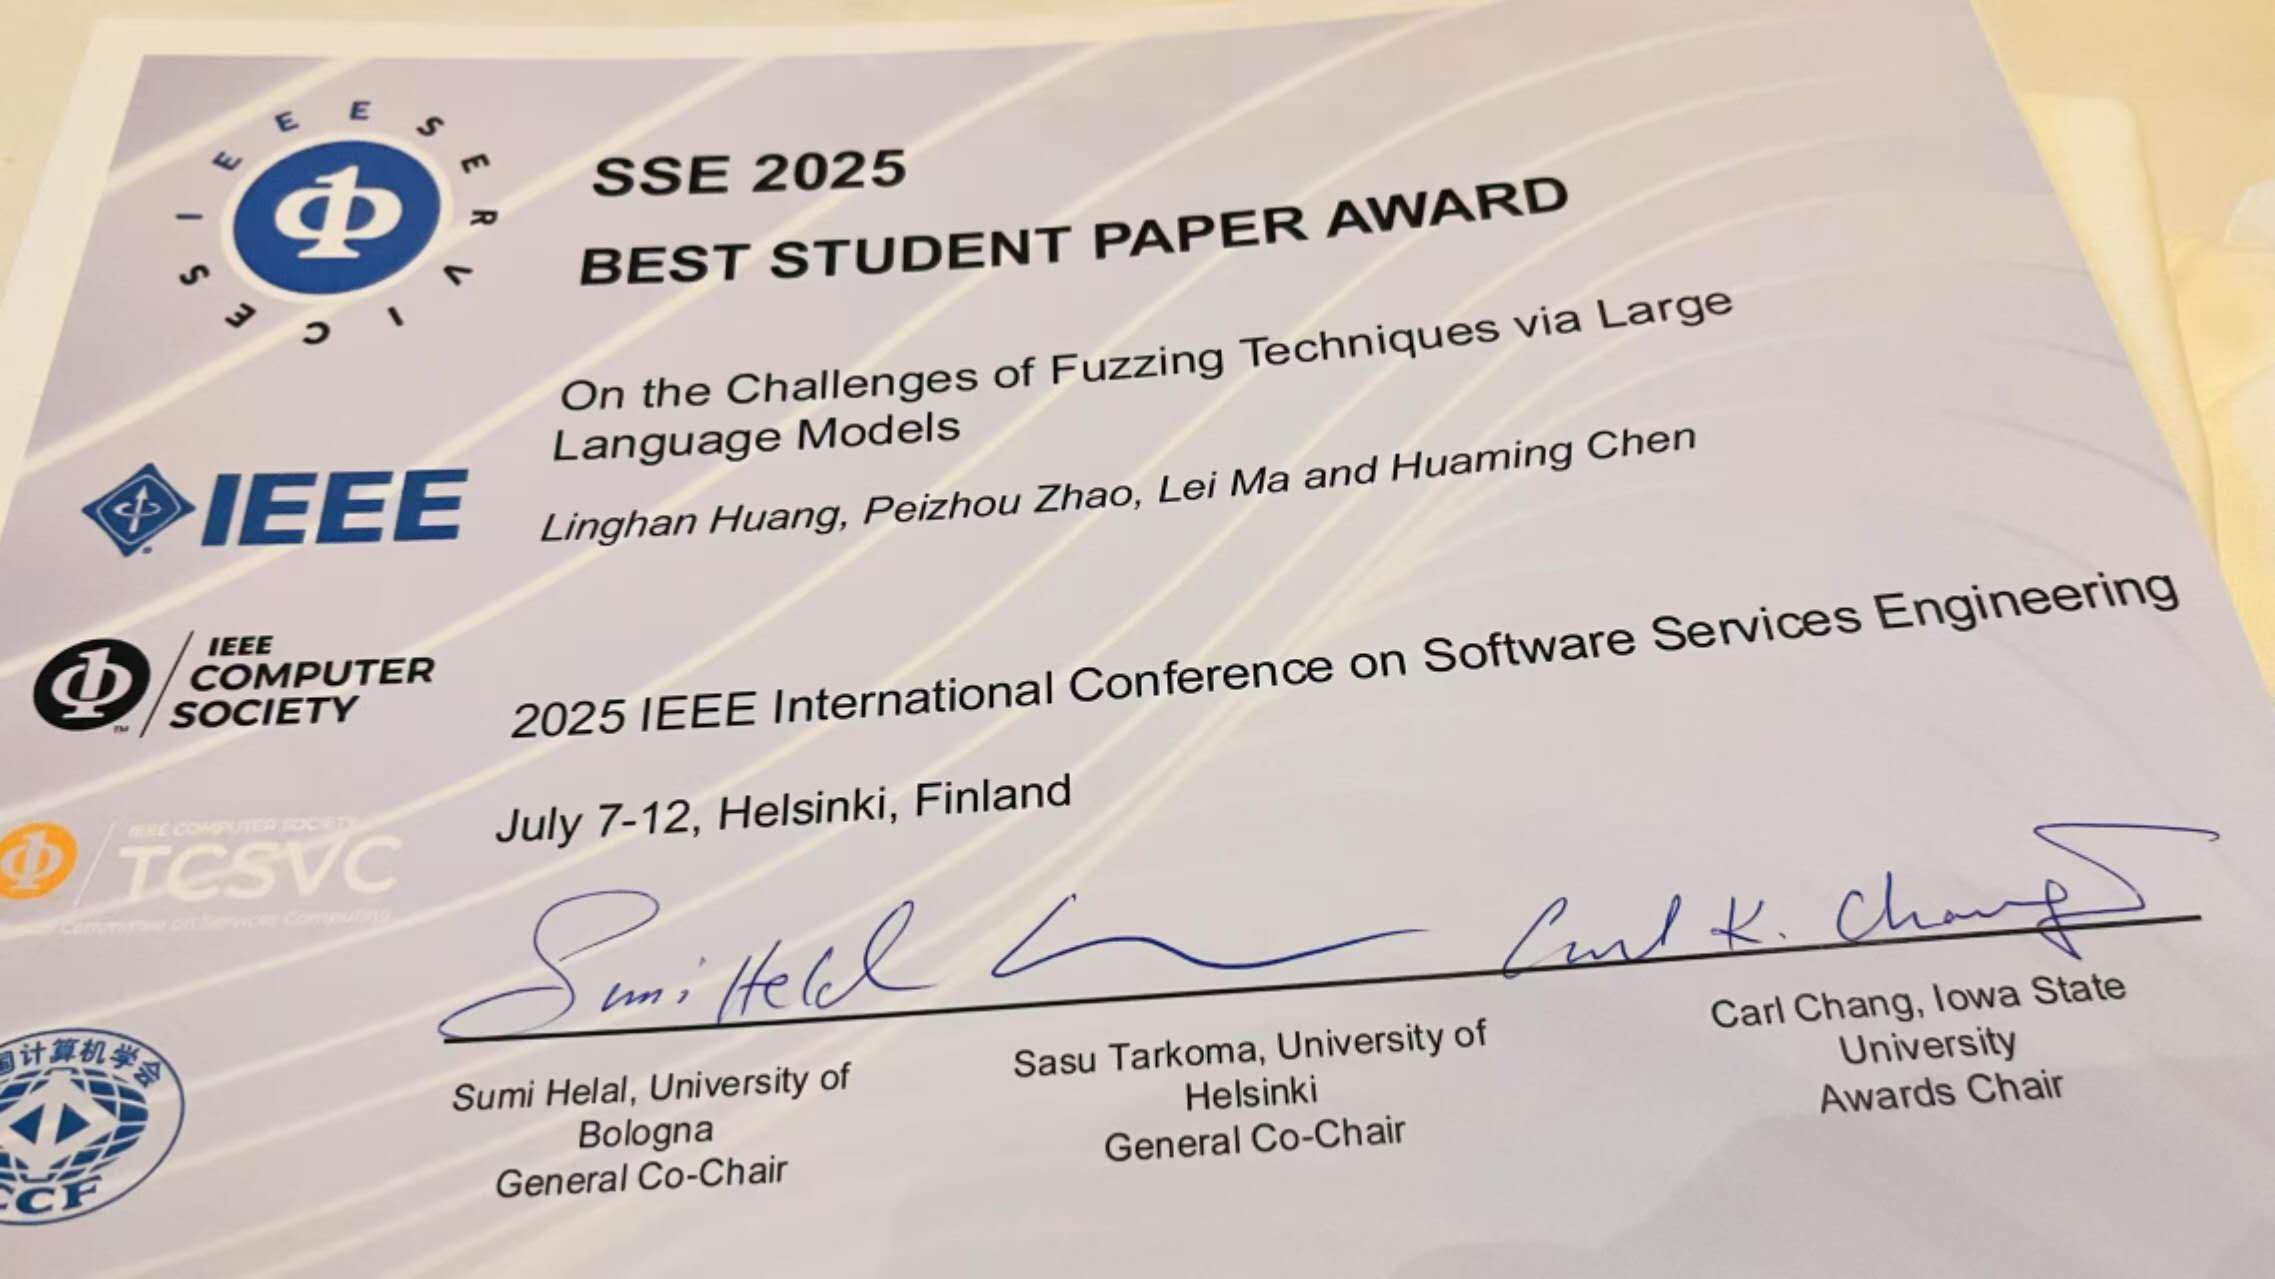 IEEE SERVICES
SSE 2025
BEST STUDENT PAPER AWARD
On the Challenges of Fuzzing Techniques via Large
Language Models
Linghan Huang, Peizhou Zhao, Lei Ma and Huaming Chen
IEEE
IEEE
COMPUTER
SOCIETY
TM
2025 IEEE International Conference on Software Services Engineering
July 7-12, Helsinki, Finland
IEEE COMPUTER SOCIETY
TCSVC
Committee on Services Computing
Sumi Helal
Carl K. Chang
Sumi Helal, University of
Bologna
General Co-Chair
Sasu Tarkoma, University of
Helsinki
General Co-Chair
Carl Chang, Iowa State
University
Awards Chair
国计算机学会
CCF